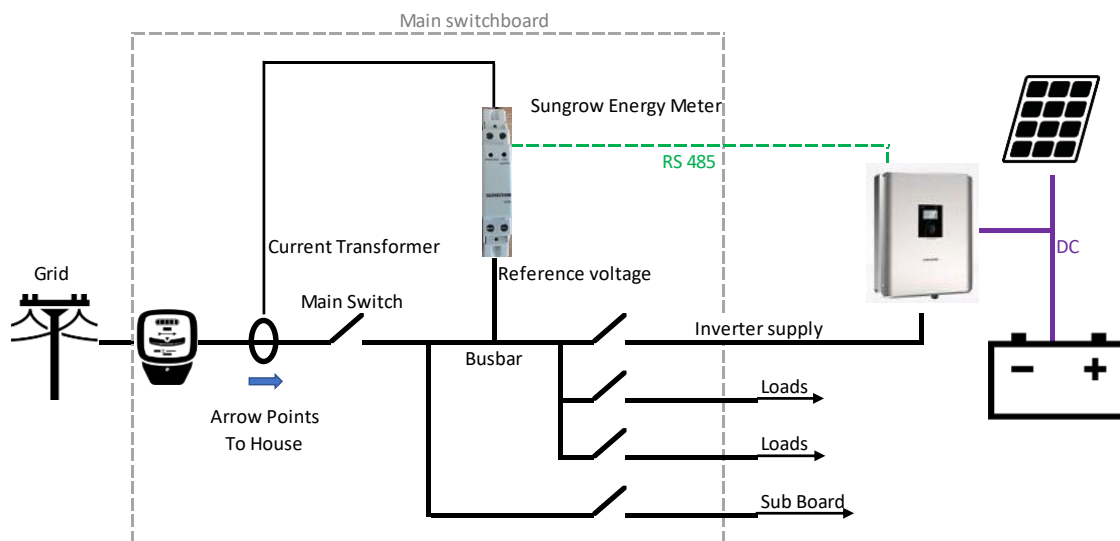 Main switchboard
Sungrow Energy Meter
RS 485
Current Transformer
Reference voltage
DC
Grid
Main Switch
Inverter supply
Busbar
Arrow Points
To House
Loads
Loads
Sub Board